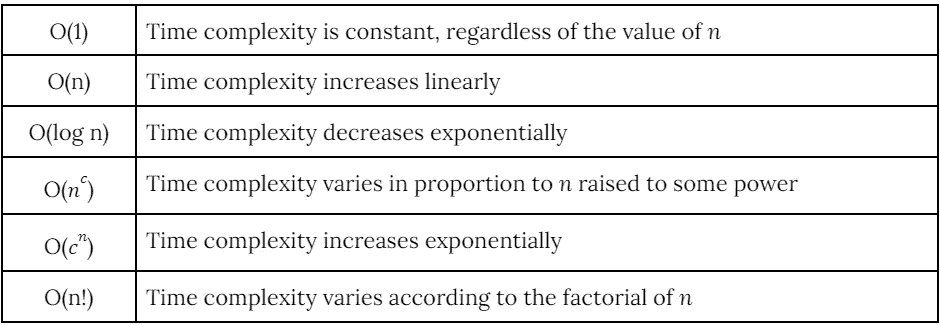 O(1) Time complexity is constant, regardless of the value of n
O(n) Time complexity increases linearly
O(log n) Time complexity decreases exponentially
O(nᶜ) Time complexity varies in proportion to n raised to some power
O(cⁿ) Time complexity increases exponentially
O(n!) Time complexity varies according to the factorial of n